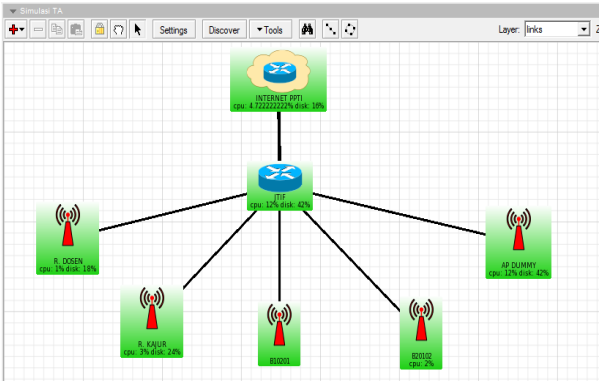 Simulasi TA
Settings
Discover
Tools
Layer:
links
INTERNET PPTI
cpu: 4.722222222% disk: 16%
ITIF
cpu: 12% disk: 42%
R. DOSEN
cpu: 1% disk: 18%
AP DUMMY
cpu: 12% disk: 42%
R. KAJUR
cpu: 3% disk: 24%
B10201
B20102
cpu: 2%